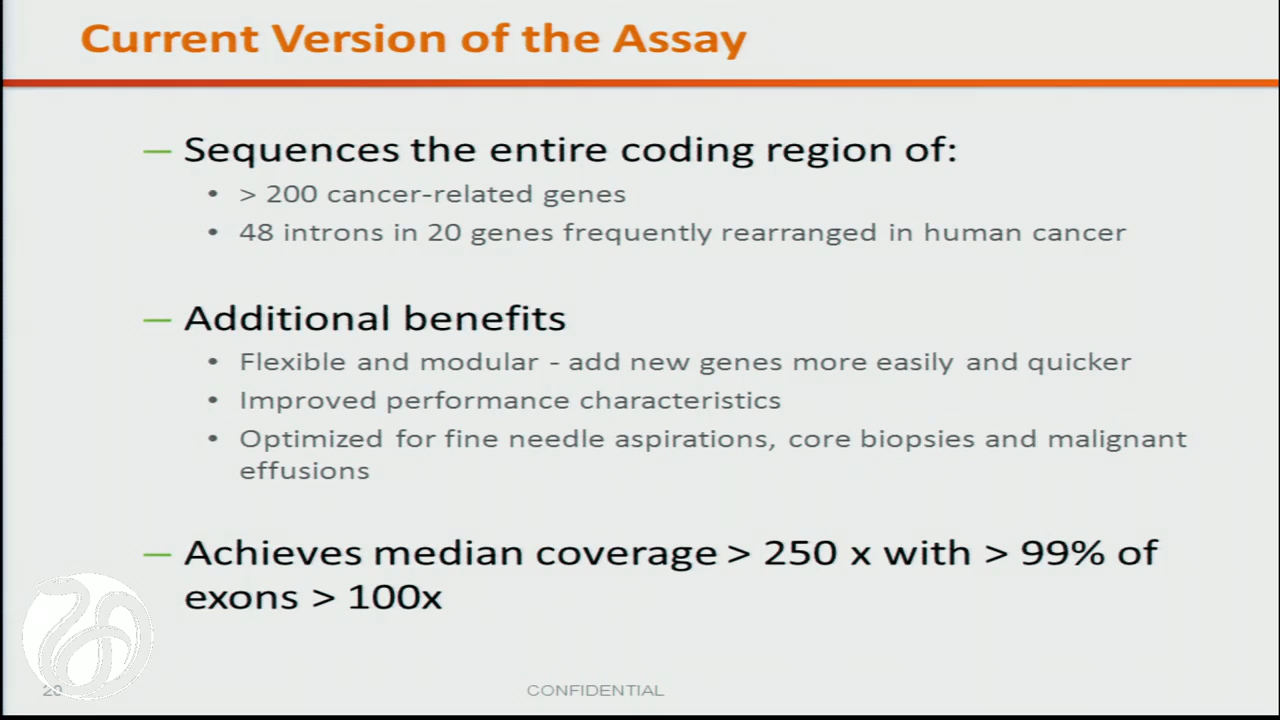 Current Version of the Assay
— Sequences the entire coding region of:
• > 200 cancer-related genes
• 48 introns in 20 genes frequently rearranged in human cancer
— Additional benefits
• Flexible and modular - add new genes more easily and quicker
• Improved performance characteristics
• Optimized for fine needle aspirations, core biopsies and malignant
effusions
— Achieves median coverage > 250 x with > 99% of
exons > 100x
CONFIDENTIAL